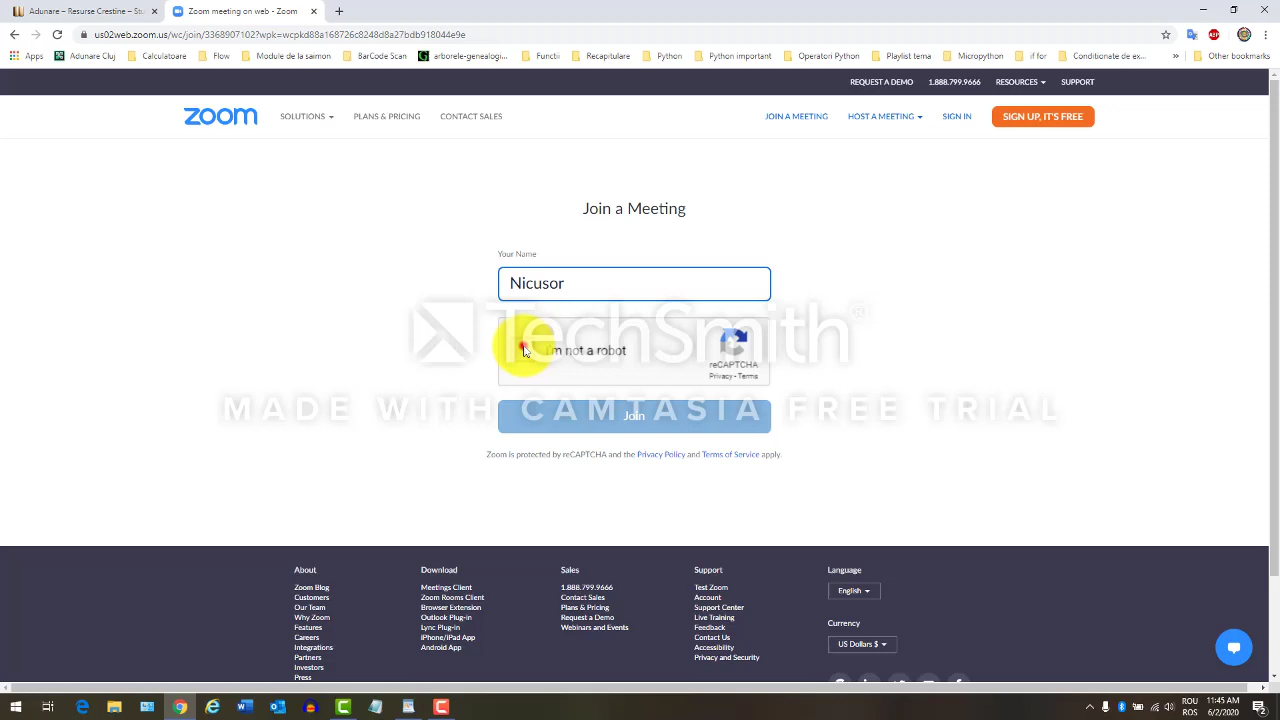 Adunare – Resurse Creștine – Su
Zoom meeting on web - Zoom
us02web.zoom.us/wc/join/3368907102?wpk=wcpkd88a168726c8248d8a27bdb918044e9e
Apps
Adunare Cluj
Calculatoare
Flow
Module de la saimon
BarCode Scan
arborele-genealogi...
Functii
Recapitulare
Python
Python important
Operatori Python
Playlist tema
Micropython
if for
Conditionate de ex...
»
Other bookmarks
REQUEST A DEMO
1.888.799.9666
RESOURCES
SUPPORT
zoom
SOLUTIONS
PLANS & PRICING
CONTACT SALES
JOIN A MEETING
HOST A MEETING
SIGN IN
SIGN UP, IT'S FREE
Join a Meeting
Your Name
Nicusor
TechSmith®
I'm not a robot
reCAPTCHA
Privacy - Terms
MADE WITH CAMTASIA FREE TRIAL
Join
Zoom is protected by reCAPTCHA and the Privacy Policy and Terms of Service apply.
About
Zoom Blog
Customers
Our Team
Why Zoom
Features
Careers
Integrations
Partners
Investors
Press
Download
Meetings Client
Zoom Rooms Client
Browser Extension
Outlook Plug-in
Lync Plug-in
iPhone/iPad App
Android App
Sales
1.888.799.9666
Contact Sales
Plans & Pricing
Request a Demo
Webinars and Events
Support
Test Zoom
Account
Support Center
Live Training
Feedback
Contact Us
Accessibility
Privacy and Security
Language
English
Currency
US Dollars $
ROU
ROS
11:45 AM
6/2/2020